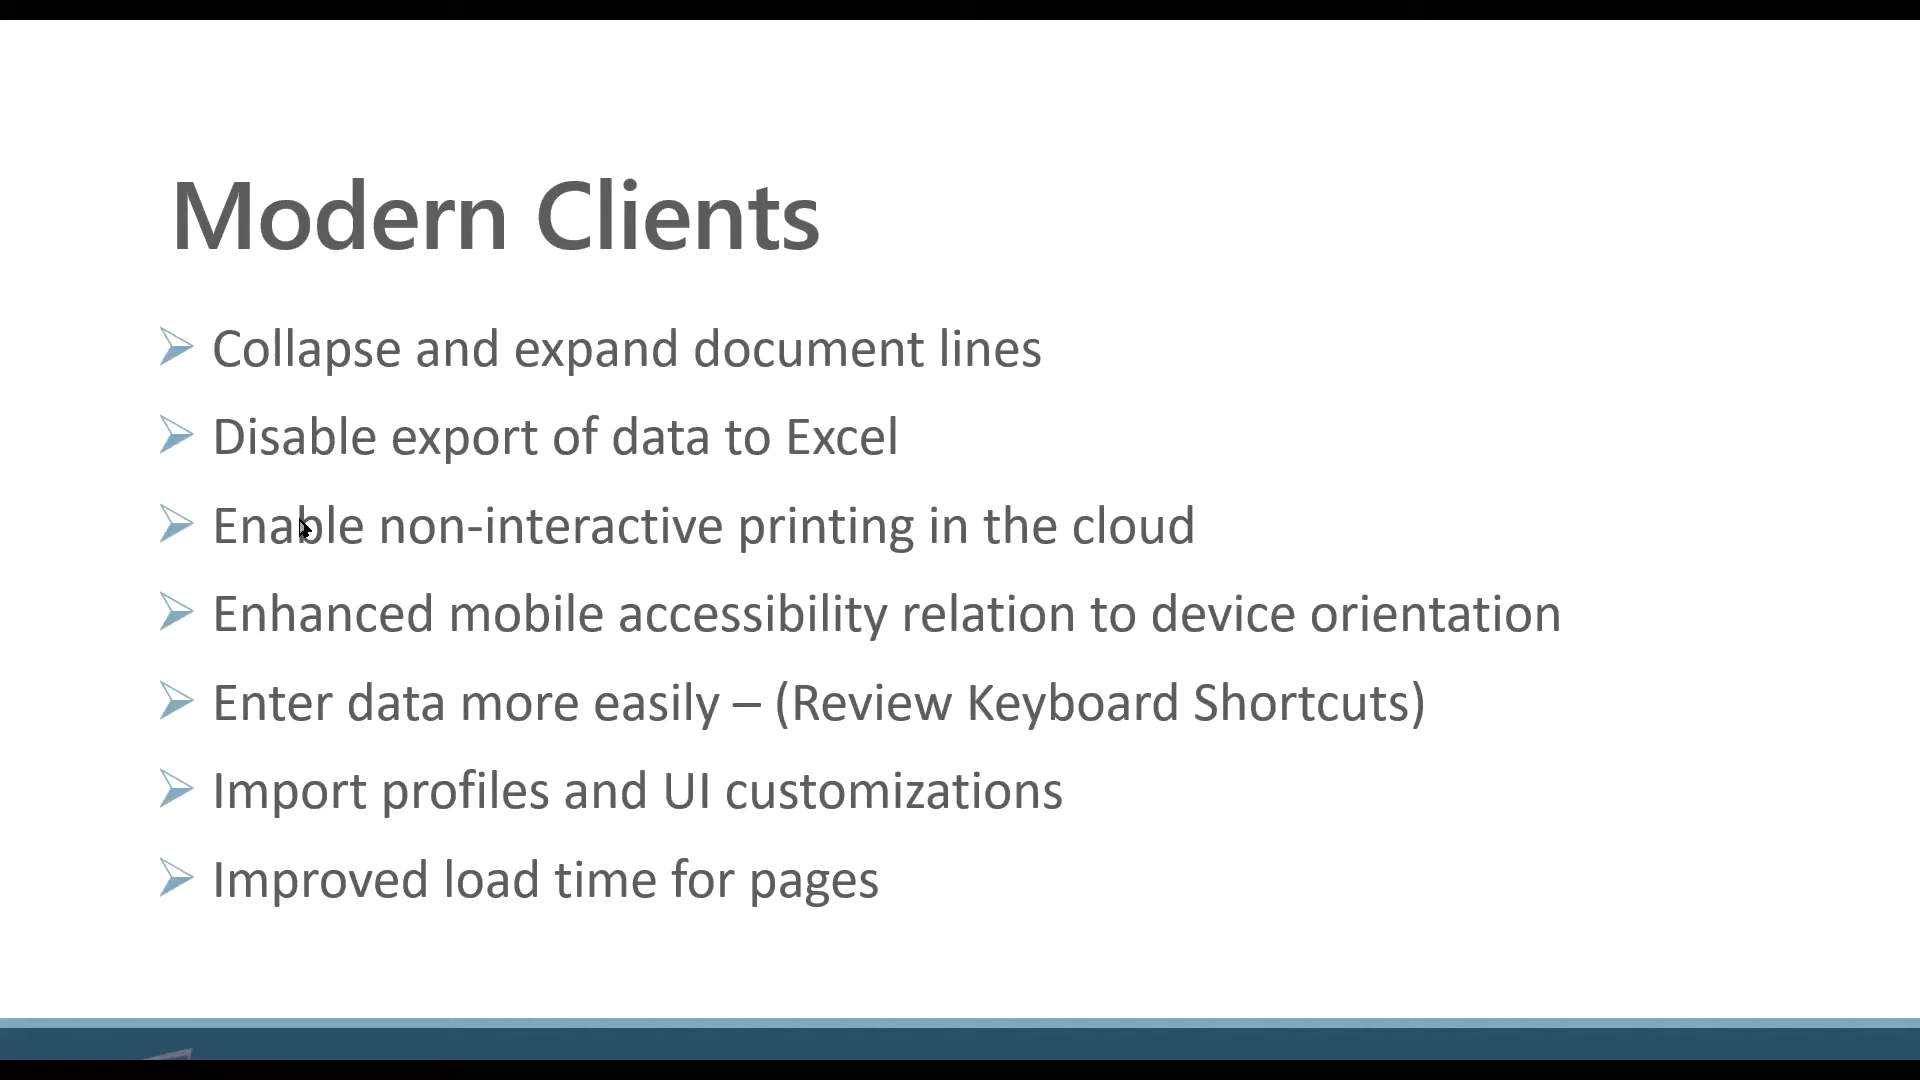 Modern Clients
Collapse and expand document lines
Disable export of data to Excel
Enable non-interactive printing in the cloud
Enhanced mobile accessibility relation to device orientation
Enter data more easily – (Review Keyboard Shortcuts)
Import profiles and UI customizations
Improved load time for pages